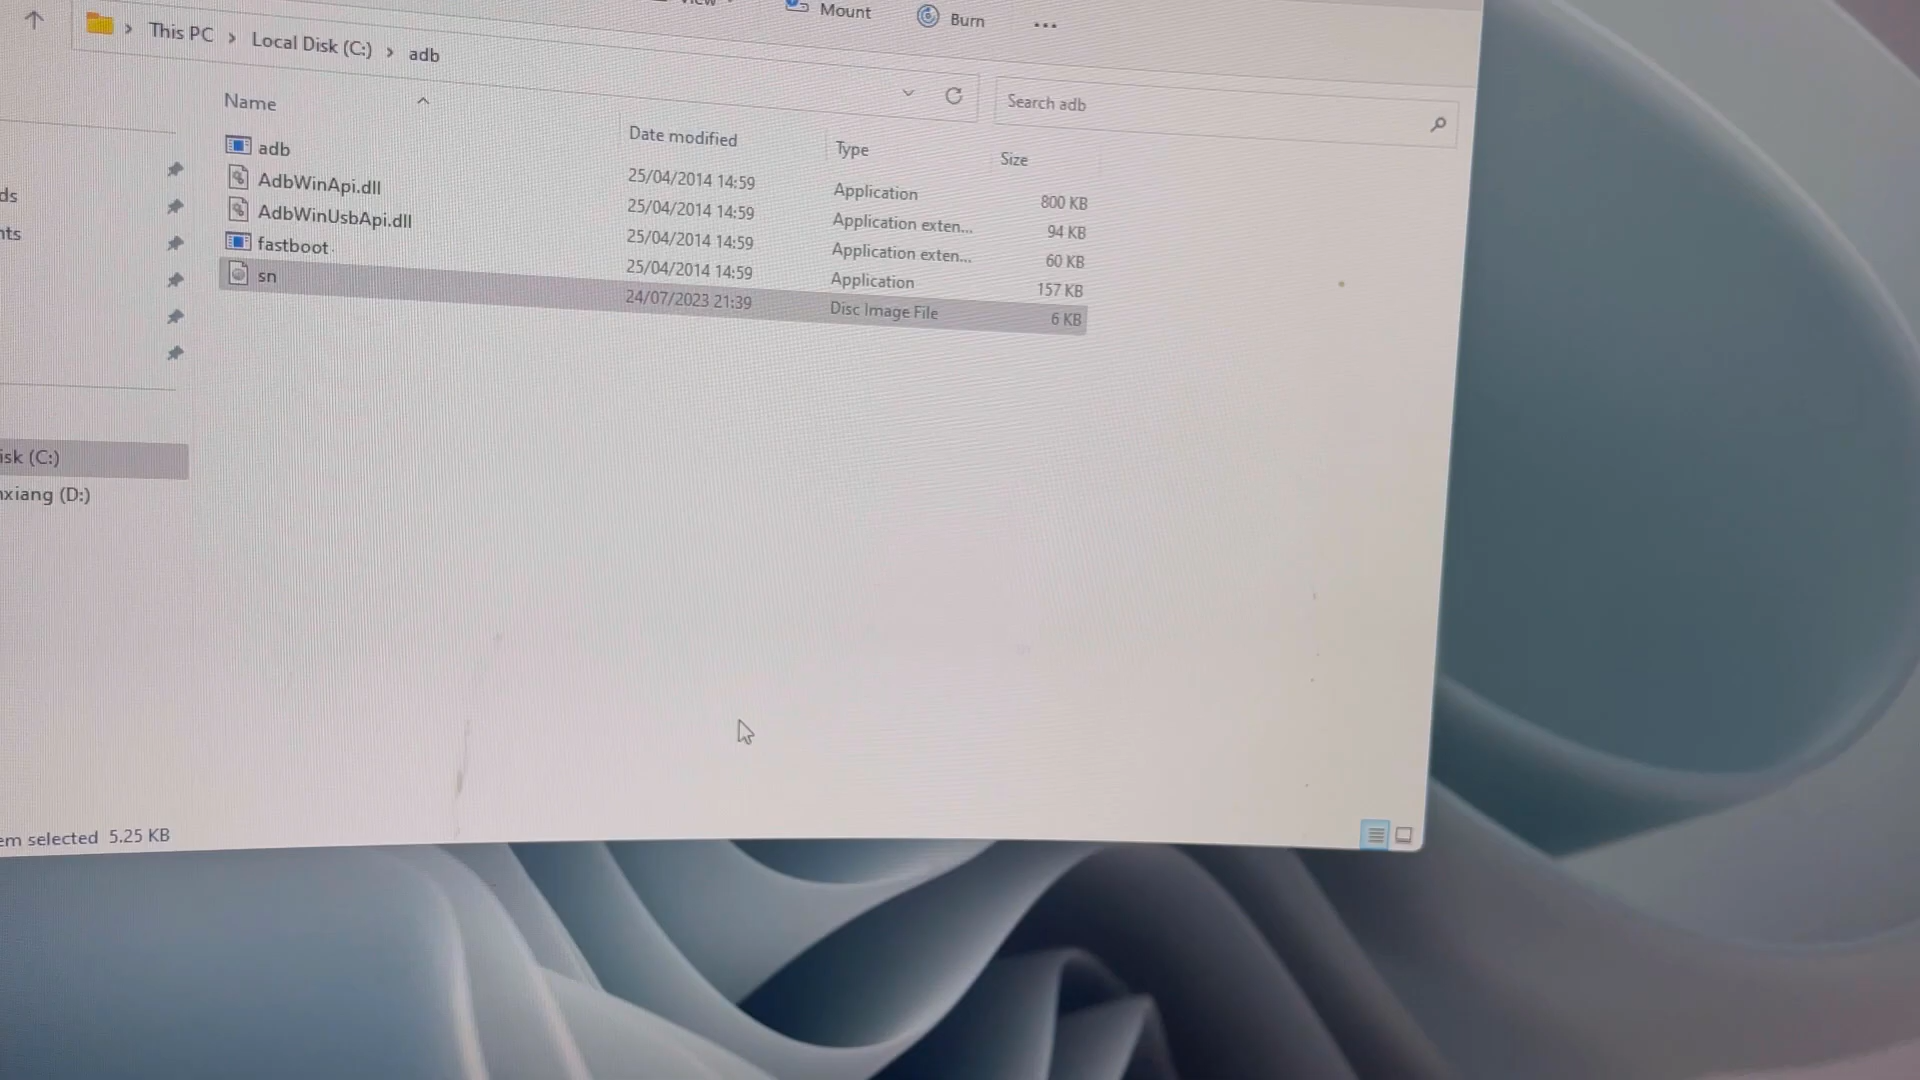 Mount
Burn
This PC > Local Disk (C:) > adb
Search adb
Name Date modified Type Size
adb 25/04/2014 14:59 Application 800 KB
AdbWinApi.dll 25/04/2014 14:59 Application exten... 94 KB
AdbWinUsbApi.dll 25/04/2014 14:59 Application exten... 60 KB
fastboot 25/04/2014 14:59 Application 157 KB
sn 24/07/2023 21:39 Disc Image File 6 KB
ds
nts
isk (C:)
nxiang (D:)
em selected 5.25 KB